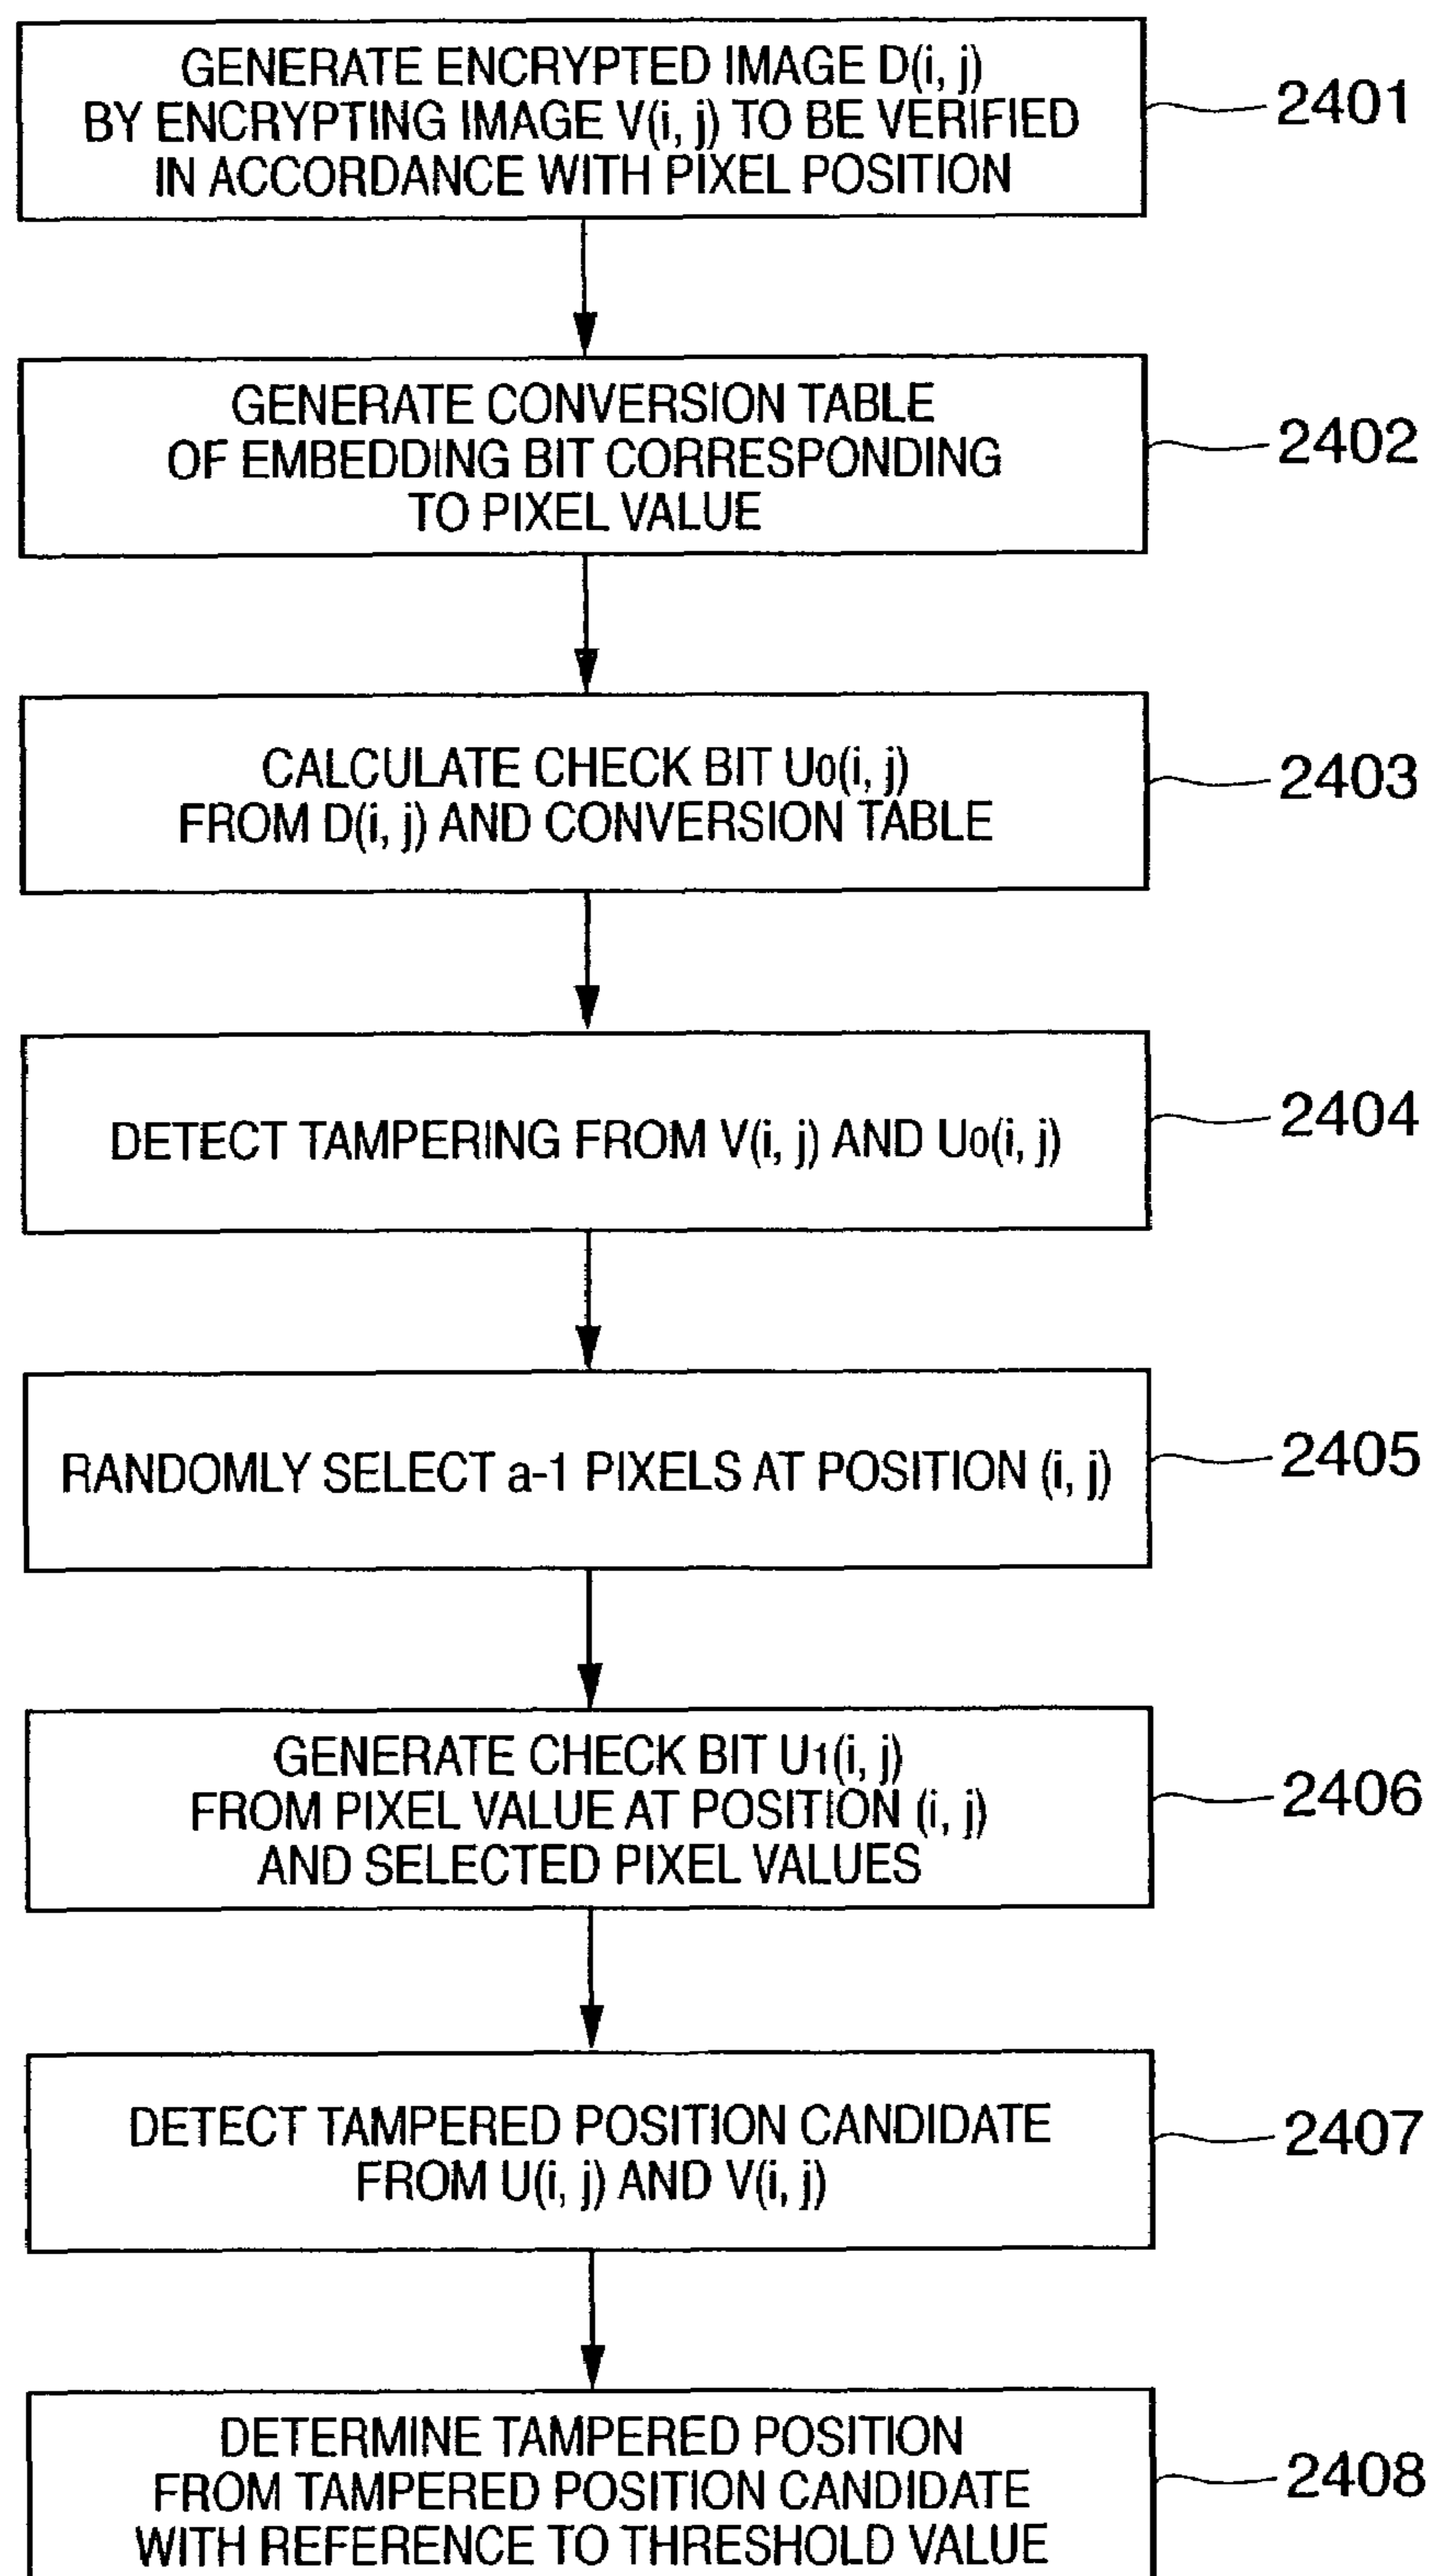 GENERATE ENCRYPTED IMAGE D(i, j)
BY ENCRYPTING IMAGE V(i, j) TO BE VERIFIED
IN ACCORDANCE WITH PIXEL POSITION
2401
GENERATE CONVERSION TABLE
OF EMBEDDING BIT CORRESPONDING
TO PIXEL VALUE
2402
CALCULATE CHECK BIT U0(i, j)
FROM D(i, j) AND CONVERSION TABLE
2403
DETECT TAMPERING FROM V(i, j) AND U0(i, j)
2404
RANDOMLY SELECT a-1 PIXELS AT POSITION (i, j)
2405
GENERATE CHECK BIT U1(i, j)
FROM PIXEL VALUE AT POSITION (i, j)
AND SELECTED PIXEL VALUES
2406
DETECT TAMPERED POSITION CANDIDATE
FROM U(i, j) AND V(i, j)
2407
DETERMINE TAMPERED POSITION
FROM TAMPERED POSITION CANDIDATE
WITH REFERENCE TO THRESHOLD VALUE
2408